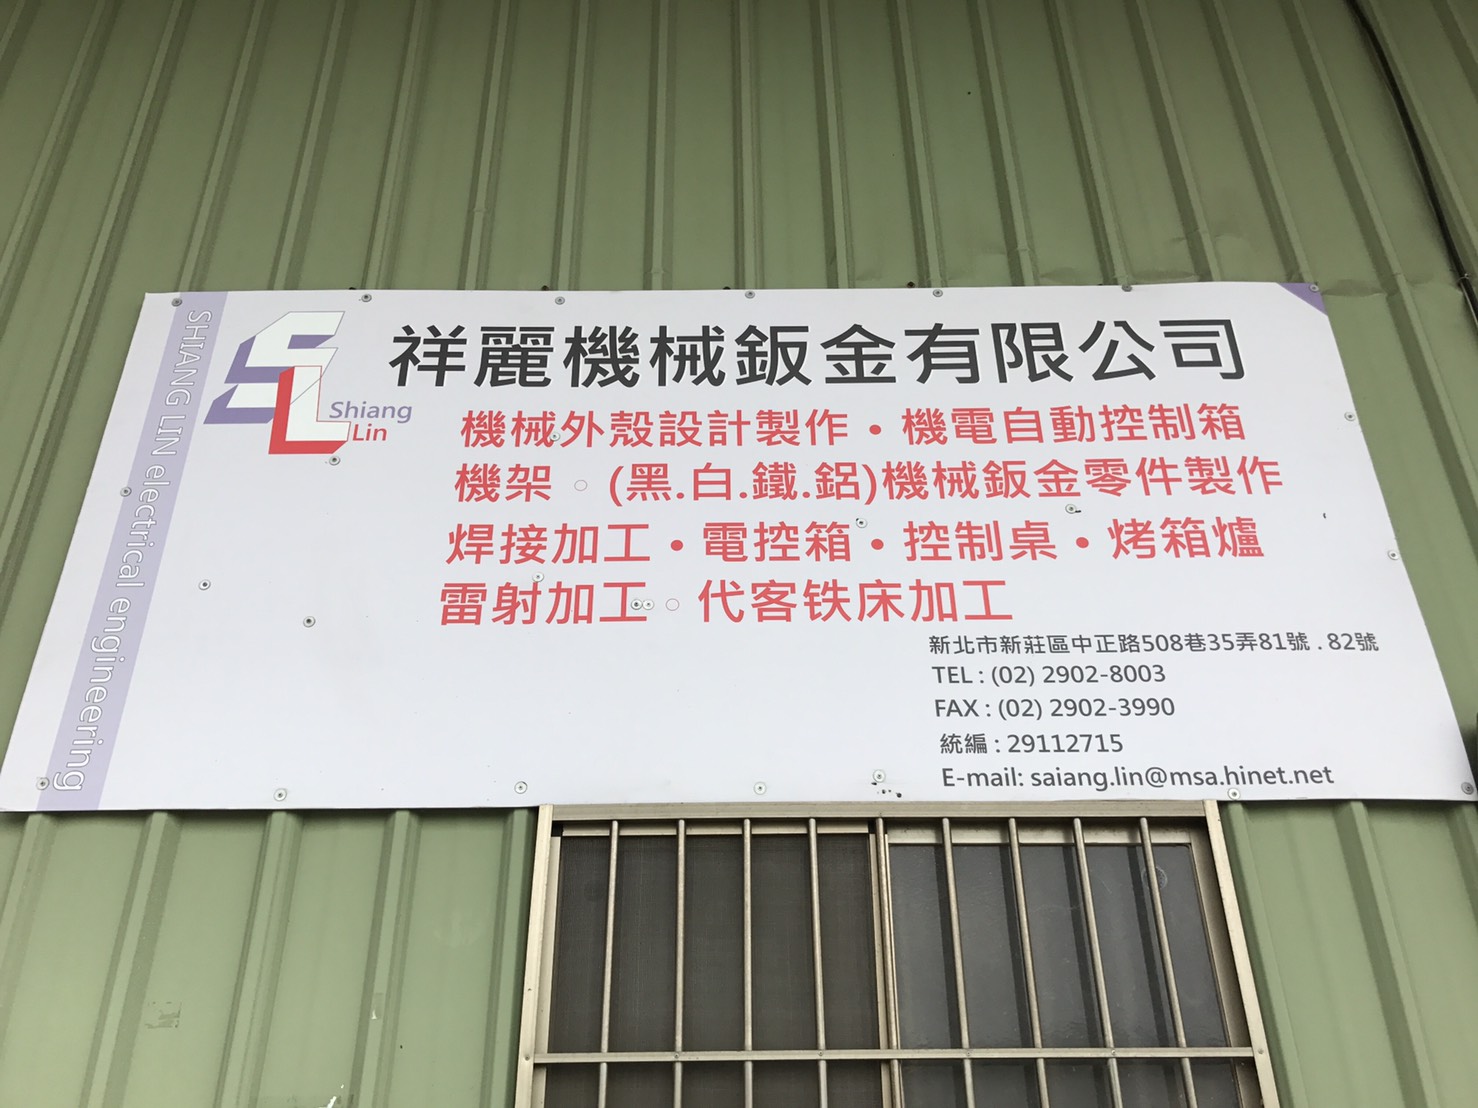 SHIANG LIN electrical engineering
SL
Shiang
Lin
祥麗機械鈑金有限公司
機械外殼設計製作•機電自動控制箱
機架。(黑.白.鐵.鋁)機械鈑金零件製作
焊接加工•電控箱•控制桌•烤箱爐
雷射加工。代客铁床加工
新北市新莊區中正路508巷35弄81號 . 82號
TEL : (02) 2902-8003
FAX : (02) 2902-3990
統編 : 29112715
E-mail: saiang.lin@msa.hinet.net